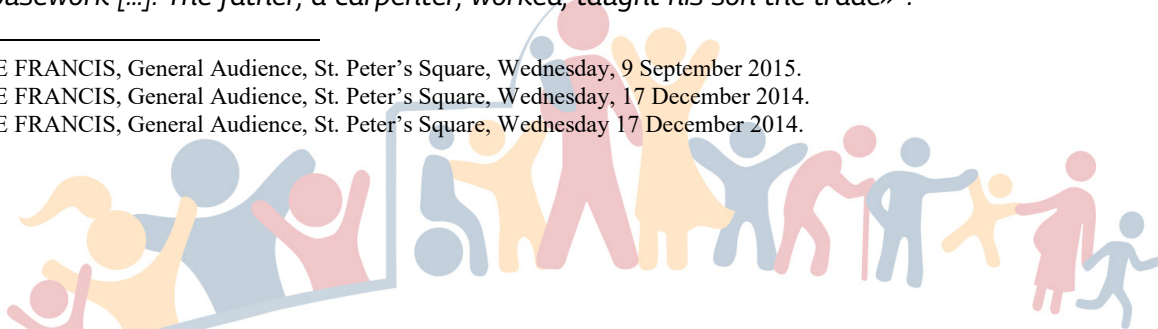 usework […]. The father, a carpenter, worked, taught his son the trade» .
E FRANCIS, General Audience, St. Peter’s Square, Wednesday, 9 September 2015.
E FRANCIS, General Audience, St. Peter’s Square, Wednesday, 17 December 2014.
E FRANCIS, General Audience, St. Peter’s Square, Wednesday 17 December 2014.